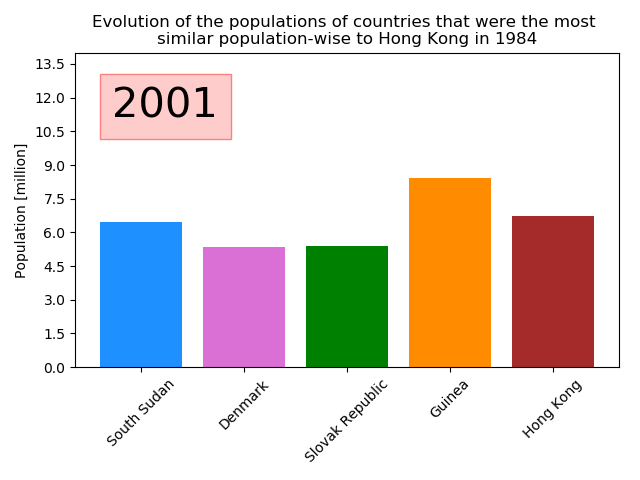 Evolution of the populations of countries that were the most
similar population-wise to Hong Kong in 1984
2001
Population [million]
13.5
12.0
10.5
9.0
7.5
6.0
4.5
3.0
1.5
0.0
South Sudan
Denmark
Slovak Republic
Guinea
Hong Kong